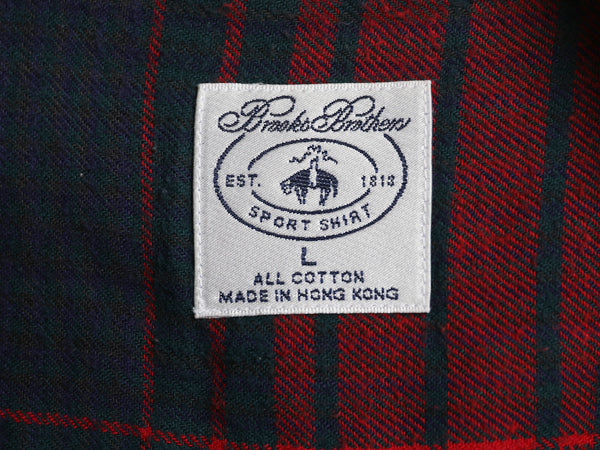 Brooks Brothers
EST. 1818
SPORT SHIRT
L
ALL COTTON
MADE IN HONG KONG